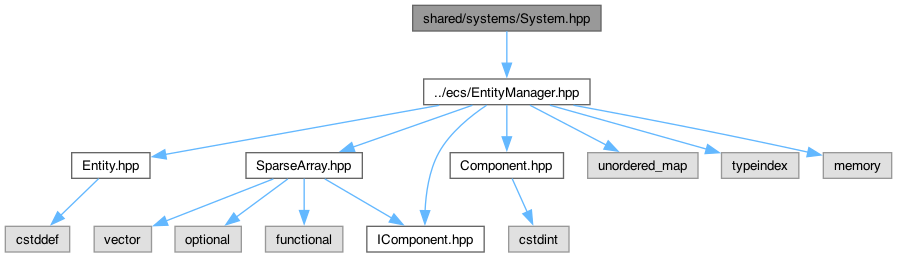 shared/systems/System.hpp
../ecs/EntityManager.hpp
Entity.hpp
SparseArray.hpp
Component.hpp
unordered_map
typeindex
memory
cstddef
vector
optional
functional
IComponent.hpp
cstdint